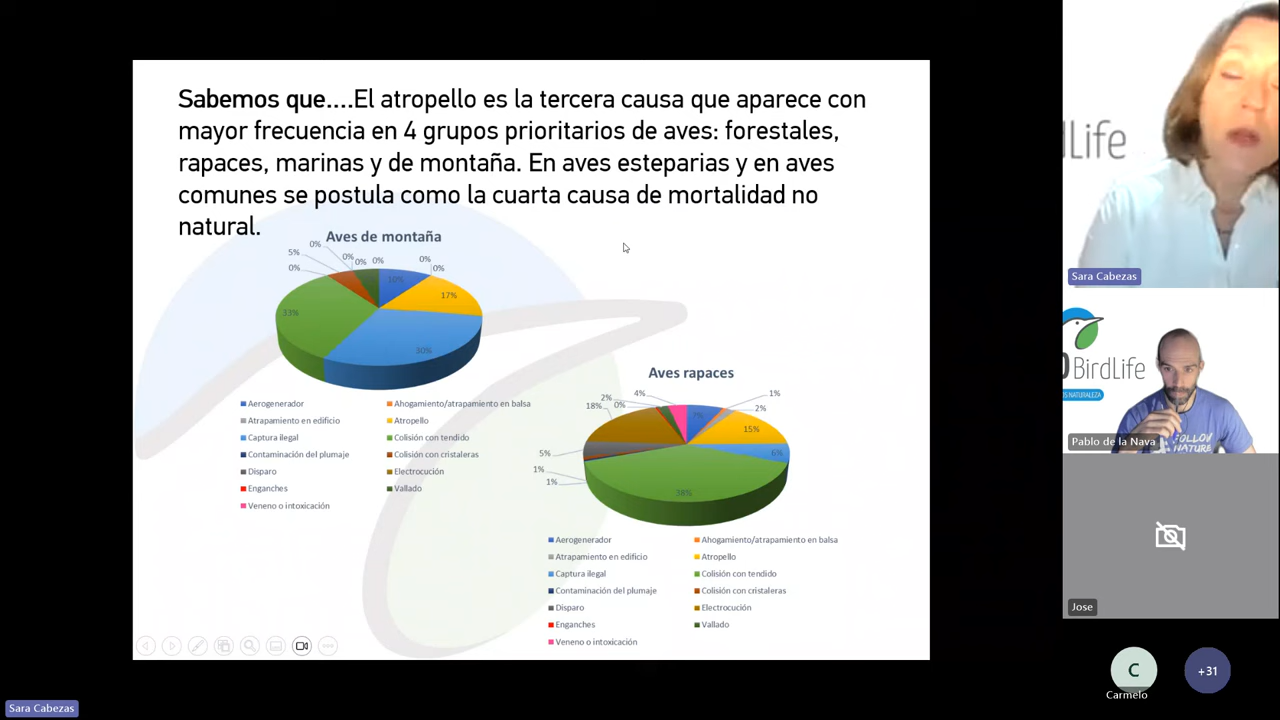 Sabemos que....El atropello es la tercera causa que aparece con
mayor frecuencia en 4 grupos prioritarios de aves: forestales,
rapaces, marinas y de montaña. En aves esteparias y en aves
comunes se postula como la cuarta causa de mortalidad no
natural.
Aves de montaña
0%
5%
0%
0%
0%
0%
0%
0%
10%
17%
33%
30%
Aerogenerador
Ahogamiento/atrapamiento en balsa
Atrapamiento en edificio
Atropello
Captura ilegal
Colisión con tendido
Contaminación del plumaje
Colisión con cristaleras
Disparo
Electrocución
Enganches
Vallado
Veneno o intoxicación
Aves rapaces
4%
1%
2%
0%
18%
7%
2%
15%
5%
6%
1%
1%
38%
Aerogenerador
Ahogamiento/atrapamiento en balsa
Atrapamiento en edificio
Atropello
Captura ilegal
Colisión con tendido
Contaminación del plumaje
Colisión con cristaleras
Disparo
Electrocución
Enganches
Vallado
Veneno o intoxicación
dLife
Sara Cabezas
BirdLife
FOLLOW
NATURE
Pablo de la Nava
Jose
C
Carmelo
+31
Sara Cabezas